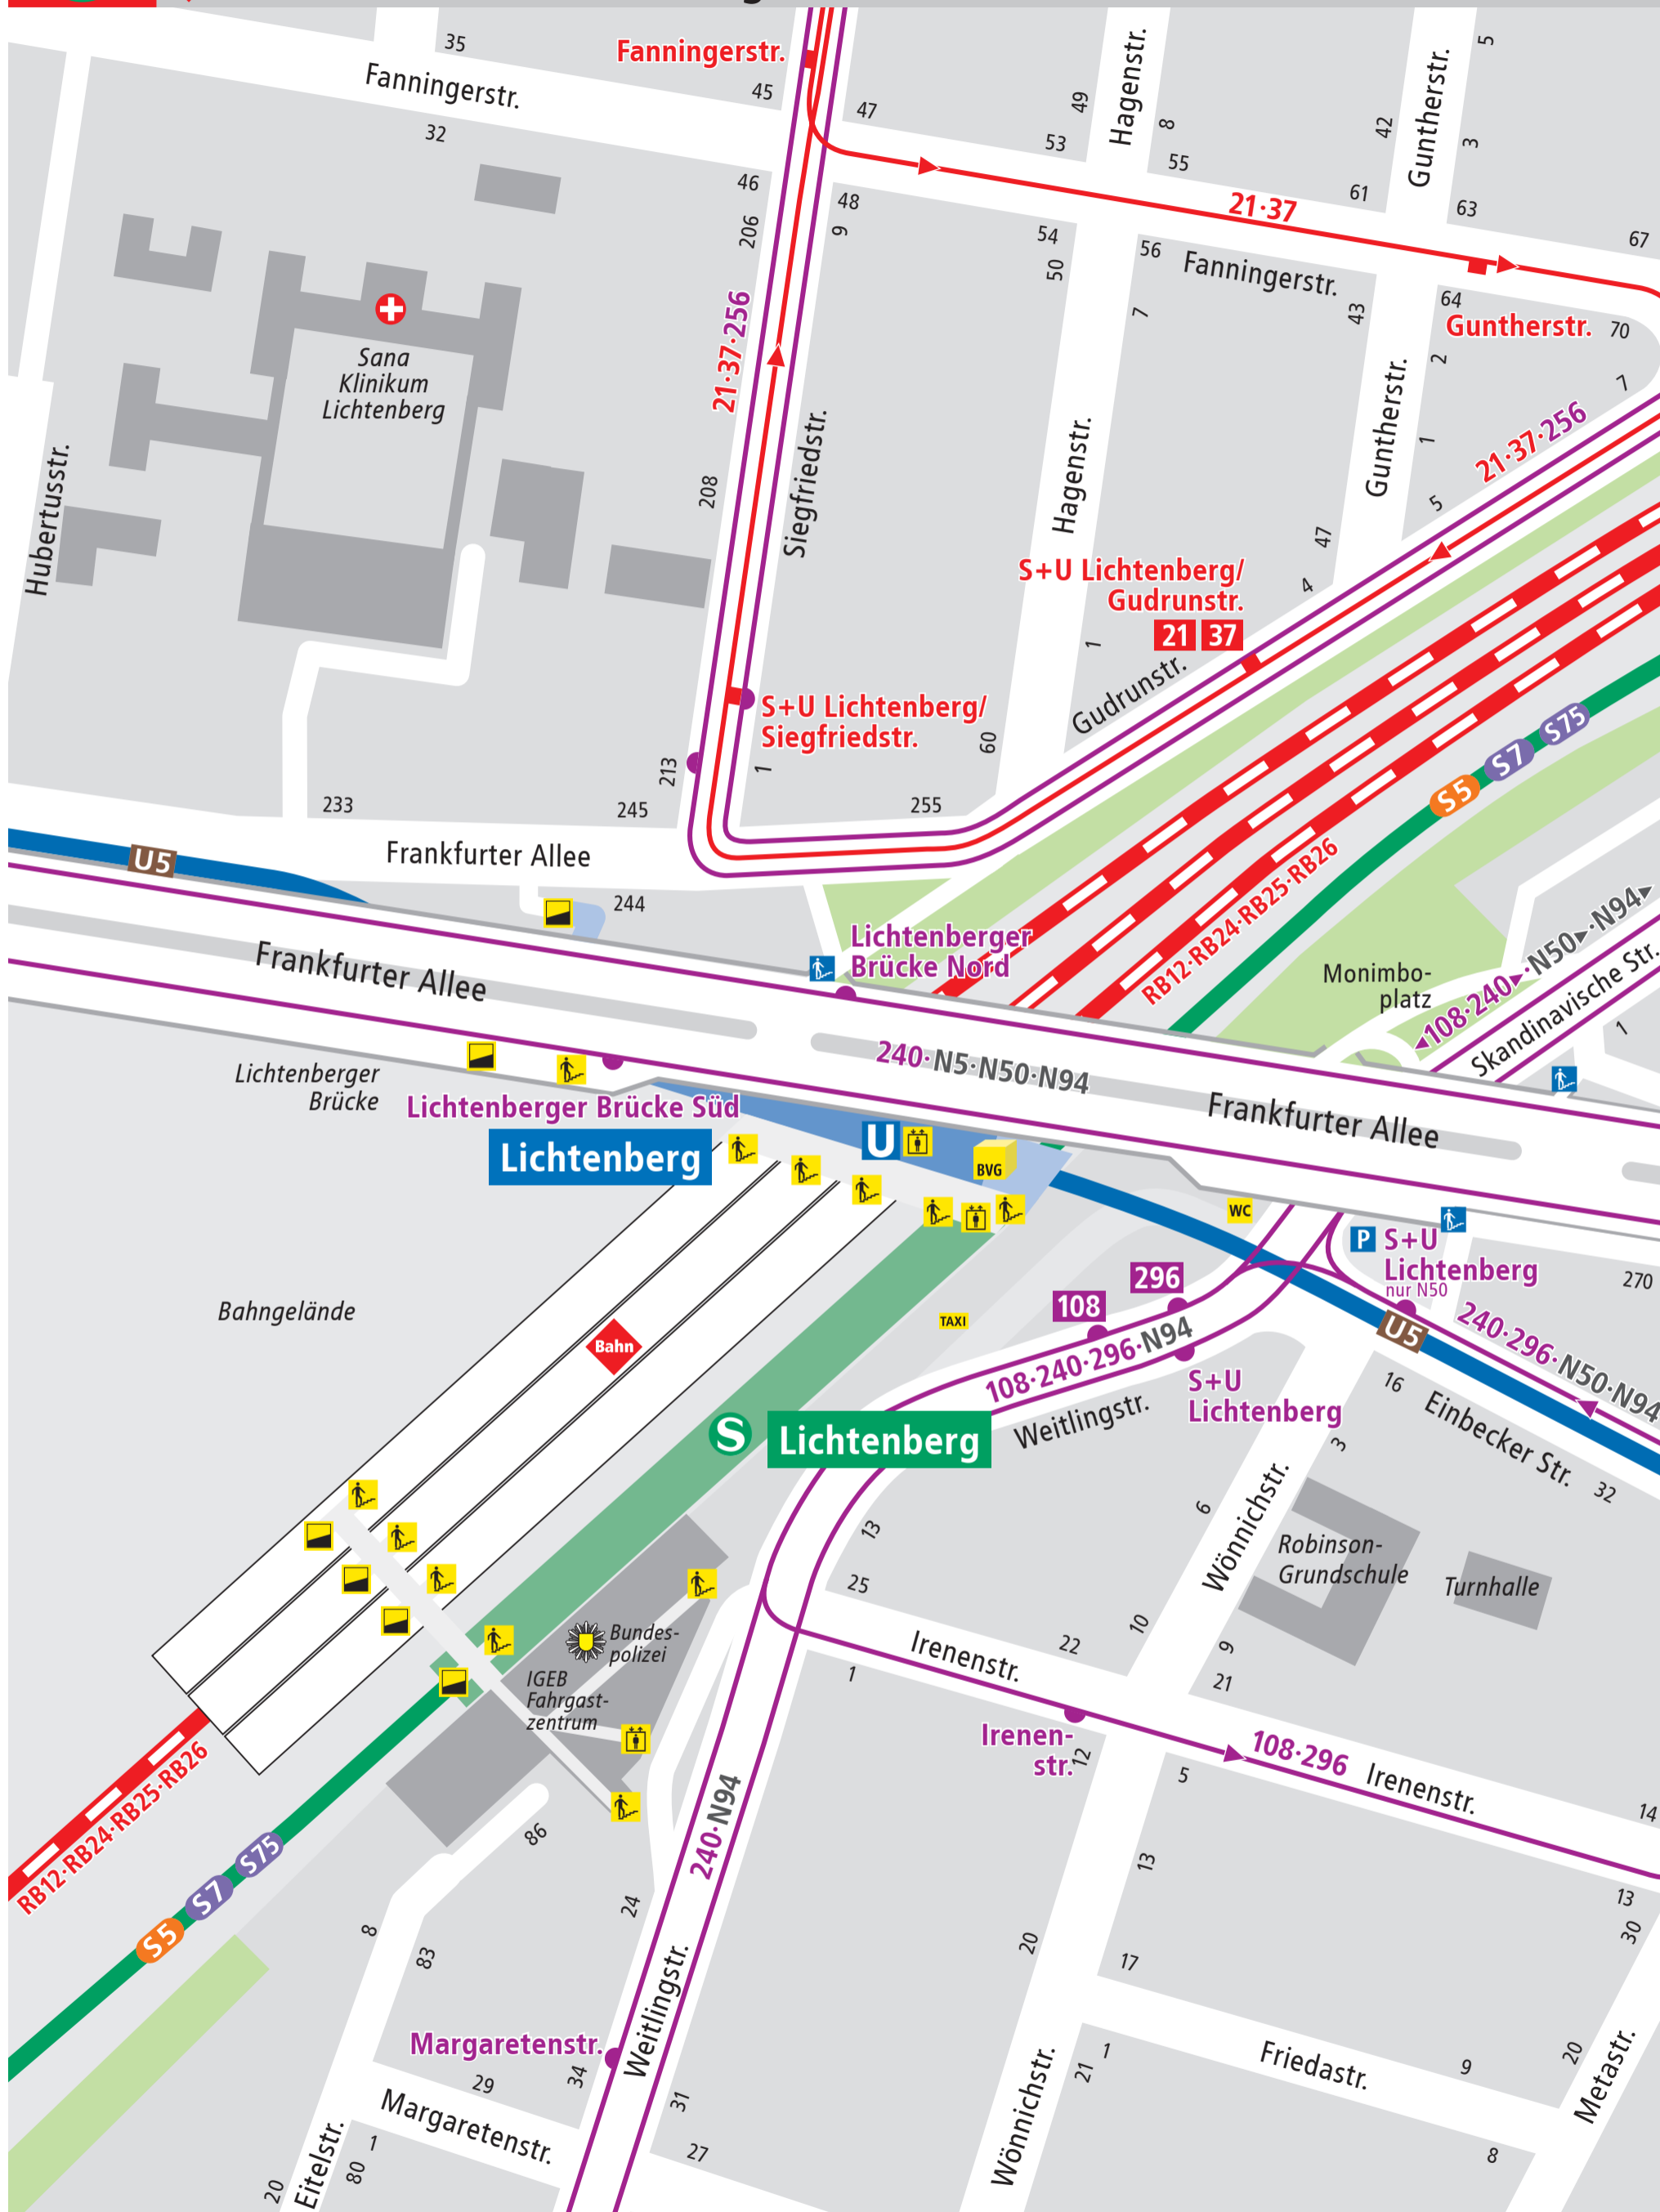 35
Fanningerstr.
Fanningerstr.
45
47
32
49
Hagenstr.
8
53
55
42
Guntherstr.
5
3
61
63
67
46
48
206
9
54
56
50
21·37
Fanningerstr.
7
43
64
Guntherstr.
70
2
7
Sana
Klinikum
Lichtenberg
21·37·256
208
Siegfriedstr.
Hagenstr.
Guntherstr.
1
21·37·256
5
47
4
Hubertusstr.
S+U Lichtenberg/
Gudrunstr.
21 37
1
Gudrunstr.
S+U Lichtenberg/
Siegfriedstr.
60
213
1
233
245
255
S5
S7
S75
U5
Frankfurter Allee
244
RB12·RB24·RB25·RB26
Frankfurter Allee
Lichtenberger
Brücke Nord
Monimbo-
platz
108·240·N50·N94
Skandinavische Str.
1
Lichtenberger
Brücke
Lichtenberger Brücke Süd
240·N5·N50·N94
Frankfurter Allee
Lichtenberg
U
BVG
WC
P
S+U
Lichtenberg
nur N50
270
Bahngelände
Bahn
TAXI
108
296
108·240·296·N94
U5
240·296·N50·N94
S+U
Lichtenberg
Weitlingstr.
16
Einbecker Str.
32
S
Lichtenberg
3
6
Wönnichstr.
13
25
Robinson-
Grundschule
Turnhalle
Bundes-
polizei
IGEB
Fahrgast-
zentrum
10
9
21
22
Irenenstr.
1
Irenen-
str.
12
108·296
Irenenstr.
5
14
13
30
RB12·RB24·RB25·RB26
S5
S7
S75
86
8
83
24
240·N94
13
20
17
Weitlingstr.
Margaretenstr.
34
29
31
27
Margaretenstr.
1
80
20
Eitelstr.
Wönnichstr.
21
1
Friedastr.
9
20
8
Metastr.